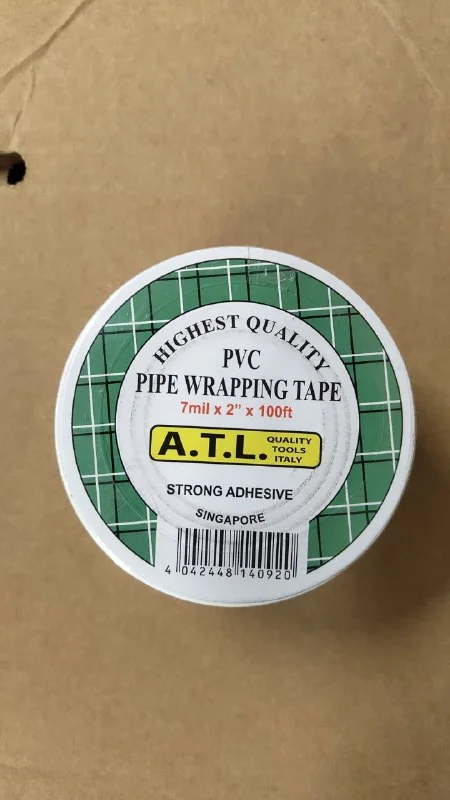 HIGHEST QUALITY
PVC
PIPE WRAPPING TAPE
7mil x 2" x 100ft
A.T.L. QUALITY TOOLS ITALY
STRONG ADHESIVE
SINGAPORE
4 042448 140920